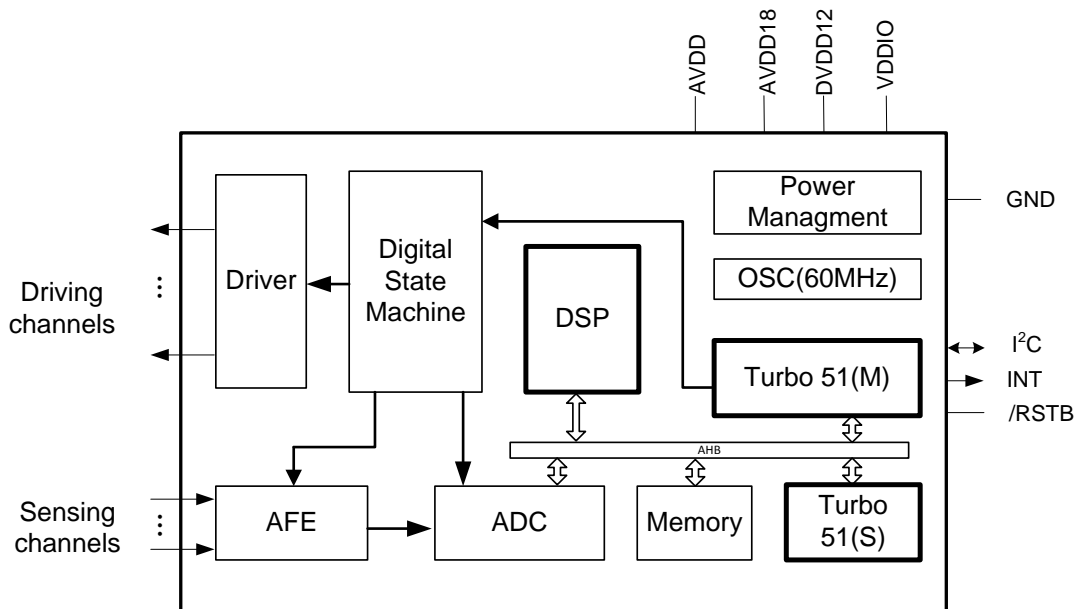 AVDD
AVDD18
DVDD12
VDDIO
Power
Managment
GND
Digital
State
Machine
Driver
Driving
channels
...
OSC(60MHz)
DSP
Turbo 51(M)
I²C
INT
/RSTB
AHB
Sensing
channels
...
AFE
ADC
Memory
Turbo
51(S)